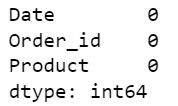 Date 0
Order_id 0
Product 0
dtype: int64